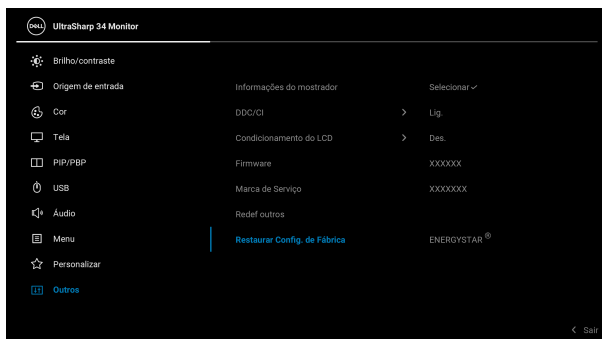 DELL UltraSharp 34 Monitor
Brilho/contraste
Origem de entrada
Informações do mostrador Selecionar
Cor
DDC/CI Lig.
Tela
Condicionamento do LCD Des.
PIP/PBP
Firmware XXXXXX
USB
Marca de Serviço XXXXXXX
Áudio
Redef outros
Menu
Restaurar Config. de Fábrica ENERGYSTAR®
Personalizar
Outros
Sair